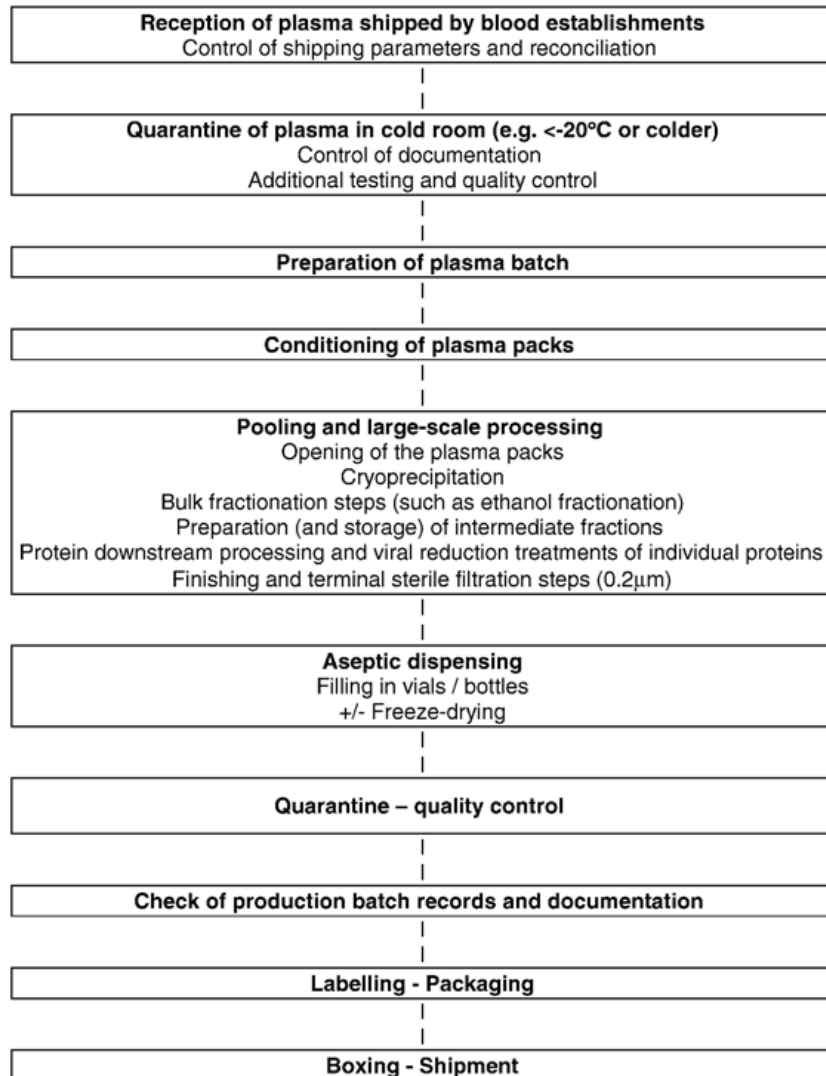 Reception of plasma shipped by blood establishments
Control of shipping parameters and reconciliation
Quarantine of plasma in cold room (e.g. <-20ºC or colder)
Control of documentation
Additional testing and quality control
Preparation of plasma batch
Conditioning of plasma packs
Pooling and large-scale processing
Opening of the plasma packs
Cryoprecipitation
Bulk fractionation steps (such as ethanol fractionation)
Preparation (and storage) of intermediate fractions
Protein downstream processing and viral reduction treatments of individual proteins
Finishing and terminal sterile filtration steps (0.2μm)
Aseptic dispensing
Filling in vials / bottles
+/- Freeze-drying
Quarantine – quality control
Check of production batch records and documentation
Labelling - Packaging
Boxing - Shipment